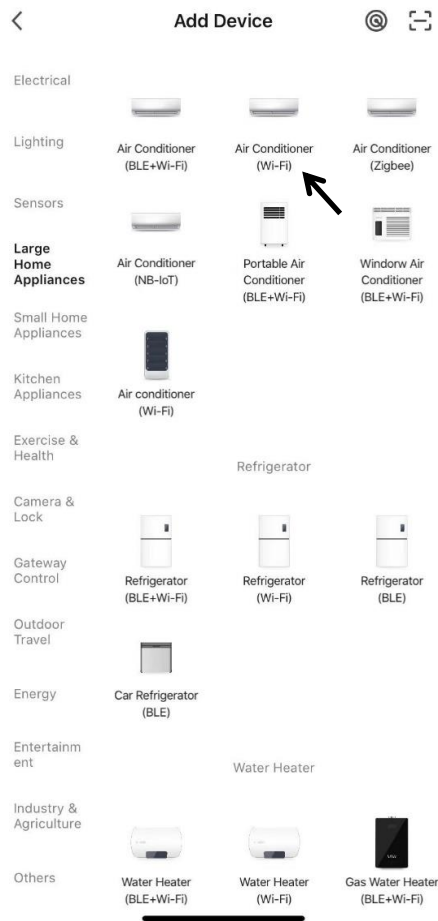 Add Device
Electrical
Lighting
Sensors
Large
Home
Appliances
Small Home
Appliances
Kitchen
Appliances
Exercise &
Health
Camera &
Lock
Gateway
Control
Outdoor
Travel
Energy
Entertainm
ent
Industry &
Agriculture
Others
Air Conditioner
(BLE+Wi-Fi)
Air Conditioner
(Wi-Fi)
Air Conditioner
(Zigbee)
Air Conditioner
(NB-IoT)
Portable Air
Conditioner
(BLE+Wi-Fi)
Windorw Air
Conditioner
(BLE+Wi-Fi)
Air conditioner
(Wi-Fi)
Refrigerator
Refrigerator
(BLE+Wi-Fi)
Refrigerator
(Wi-Fi)
Refrigerator
(BLE)
Car Refrigerator
(BLE)
Water Heater
Water Heater
(BLE+Wi-Fi)
Water Heater
(Wi-Fi)
Gas Water Heater
(BLE+Wi-Fi)